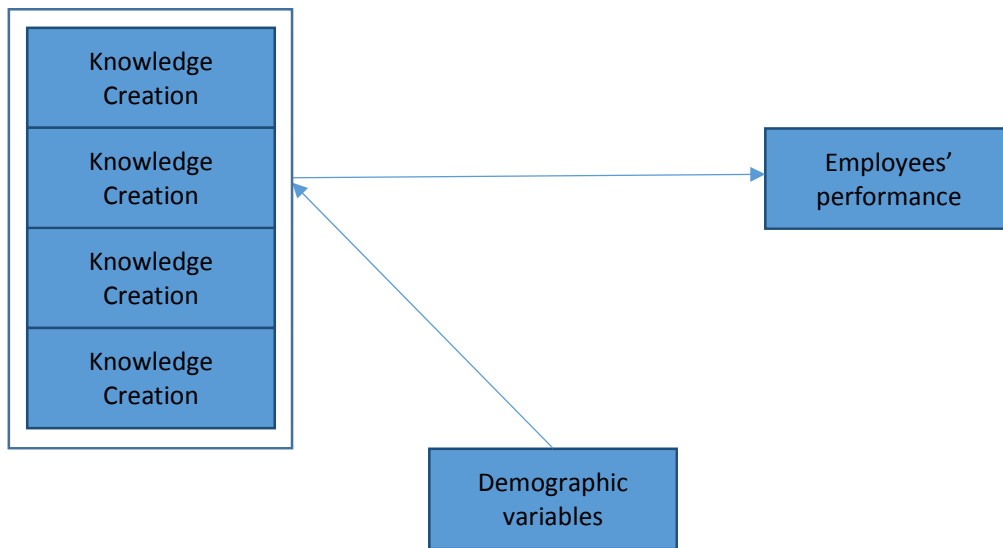 Knowledge
Creation
Knowledge
Creation
Knowledge
Creation
Knowledge
Creation
Employees’
performance
Demographic
variables